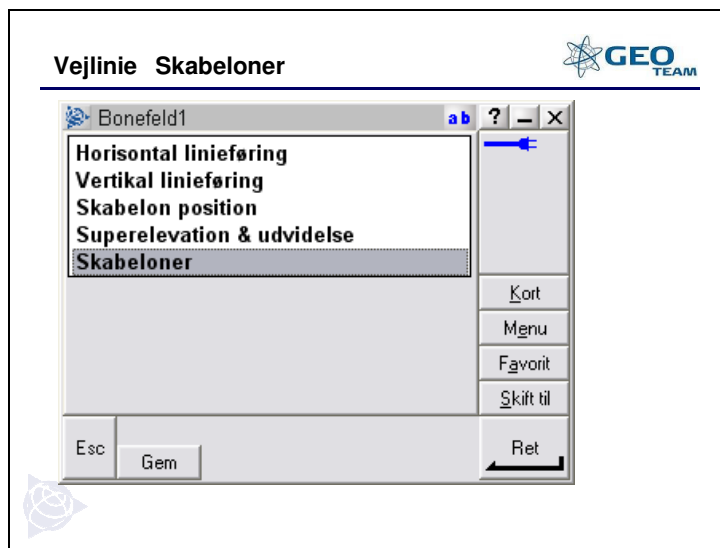 Vejlinie Skabeloner
GEO
TEAM
Bonefeld1
ab ? – ×
Horisontal linieføring
Vertikal linieføring
Skabelon position
Superelevation & udvidelse
Skabeloner
Kort
Menu
Favorit
Skift til
Esc
Gem
Ret